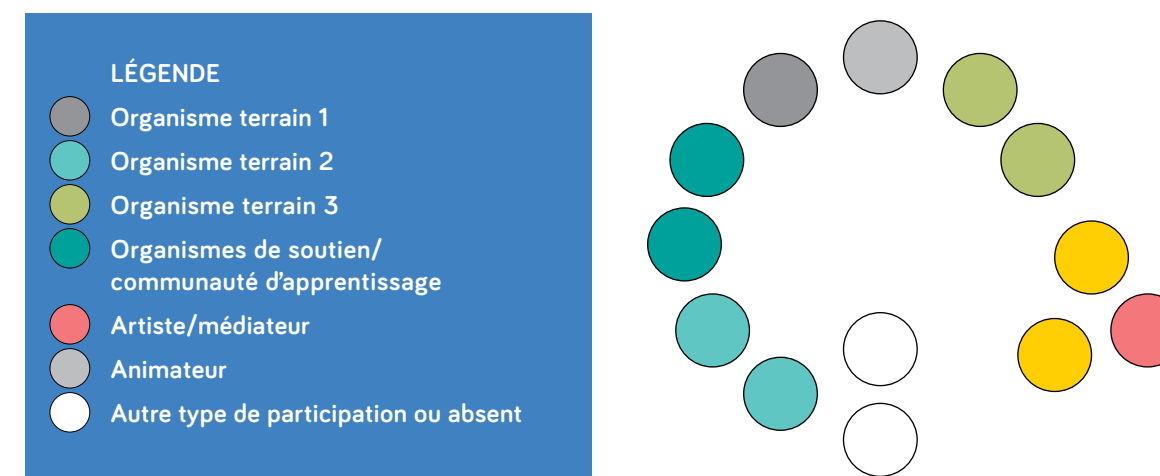 LÉGENDE
Organisme terrain 1
Organisme terrain 2
Organisme terrain 3
Organismes de soutien/
communauté d'apprentissage
Artiste/médiateur
Animateur
Autre type de participation ou absent